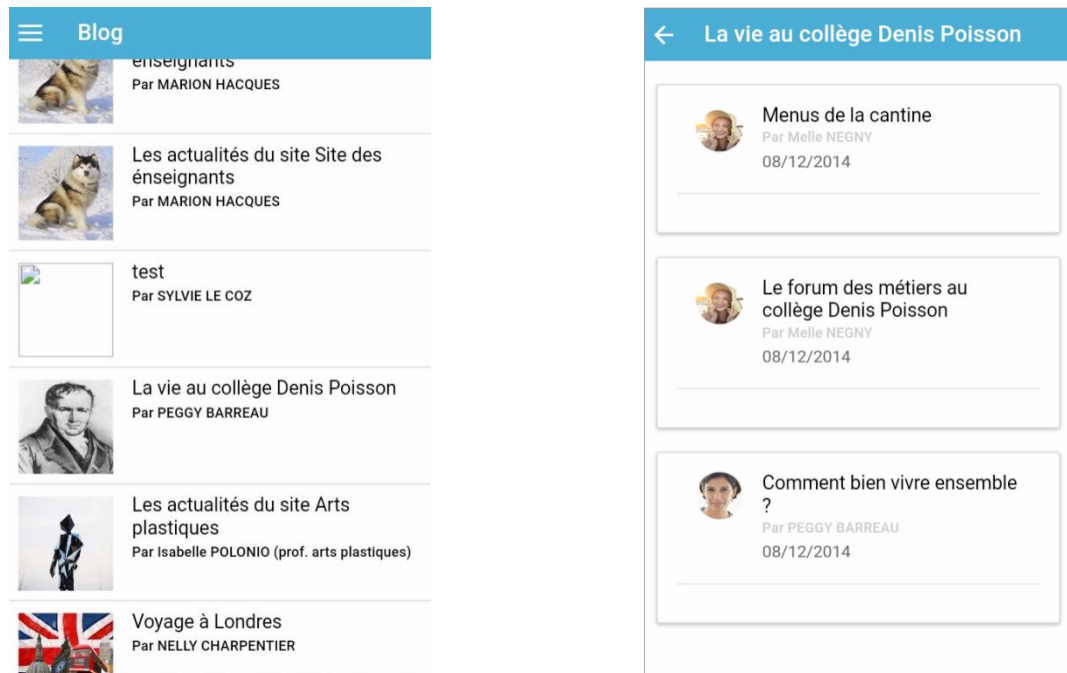 Blog
enseignants
Par MARION HACQUES
Les actualités du site Site des
énseignants
Par MARION HACQUES
test
Par SYLVIE LE COZ
La vie au collège Denis Poisson
Par PEGGY BARREAU
Les actualités du site Arts
plastiques
Par Isabelle POLONIO (prof. arts plastiques)
Voyage à Londres
Par NELLY CHARPENTIER
La vie au collège Denis Poisson
Menus de la cantine
Par Melle NEGNY
08/12/2014
Le forum des métiers au
collège Denis Poisson
Par Melle NEGNY
08/12/2014
Comment bien vivre ensemble
?
Par PEGGY BARREAU
08/12/2014